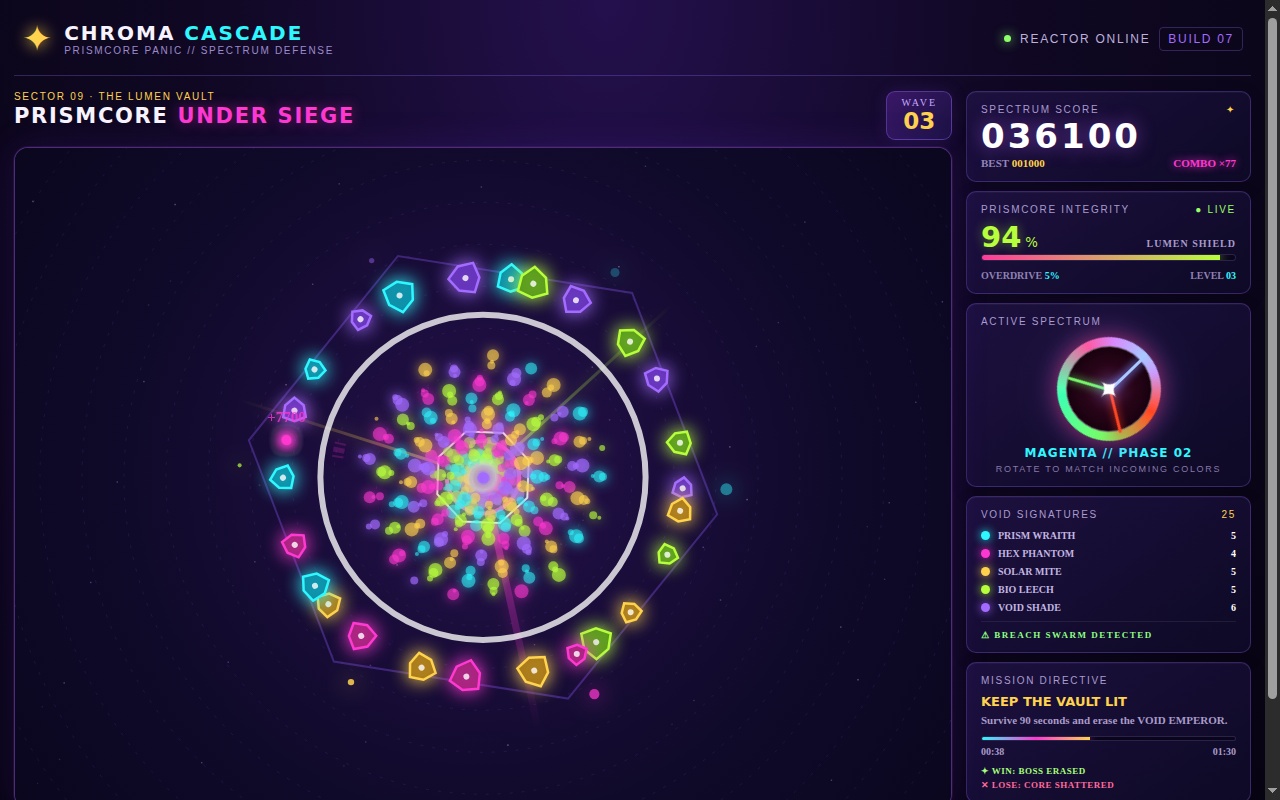 ✦ CHROMA CASCADE
PRISMCORE PANIC // SPECTRUM DEFENSE
REACTOR ONLINE BUILD 07
SECTOR 09 · THE LUMEN VAULT
PRISMCORE UNDER SIEGE
WAVE
03
SPECTRUM SCORE ✦
036100
BEST 001000 COMBO ×77
PRISMCORE INTEGRITY ● LIVE
94 % LUMEN SHIELD
OVERDRIVE 5% LEVEL 03
ACTIVE SPECTRUM
MAGENTA // PHASE 02
ROTATE TO MATCH INCOMING COLORS
VOID SIGNATURES 25
PRISM WRAITH 5
HEX PHANTOM 4
SOLAR MITE 5
BIO LEECH 5
VOID SHADE 6
⚠ BREACH SWARM DETECTED
MISSION DIRECTIVE
KEEP THE VAULT LIT
Survive 90 seconds and erase the VOID EMPEROR.
00:38 01:30
✦ WIN: BOSS ERASED
✕ LOSE: CORE SHATTERED